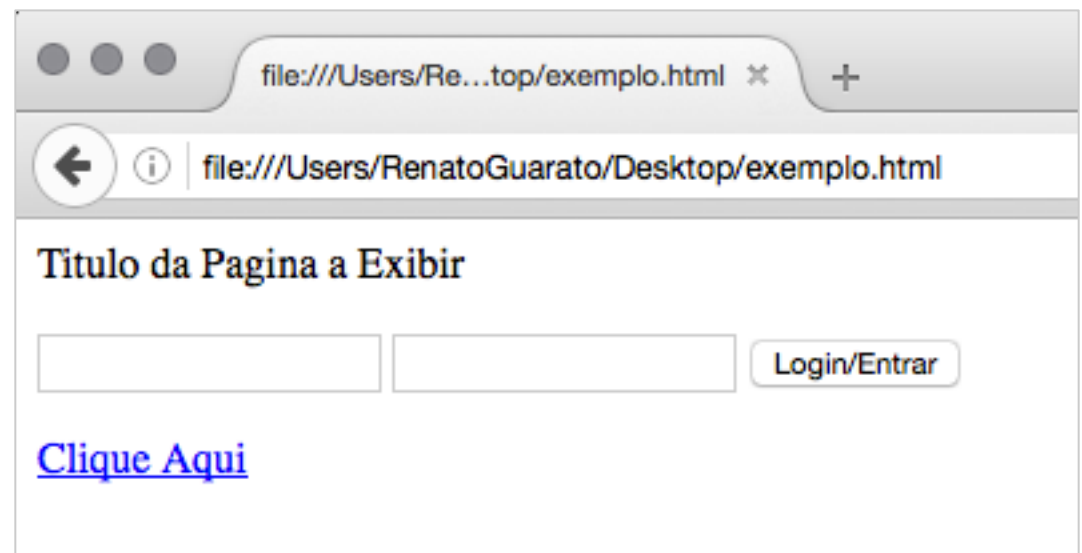 file:///Users/Re...top/exemplo.html
file:///Users/RenatoGuarato/Desktop/exemplo.html
Titulo da Pagina a Exibir
Login/Entrar
Clique Aqui